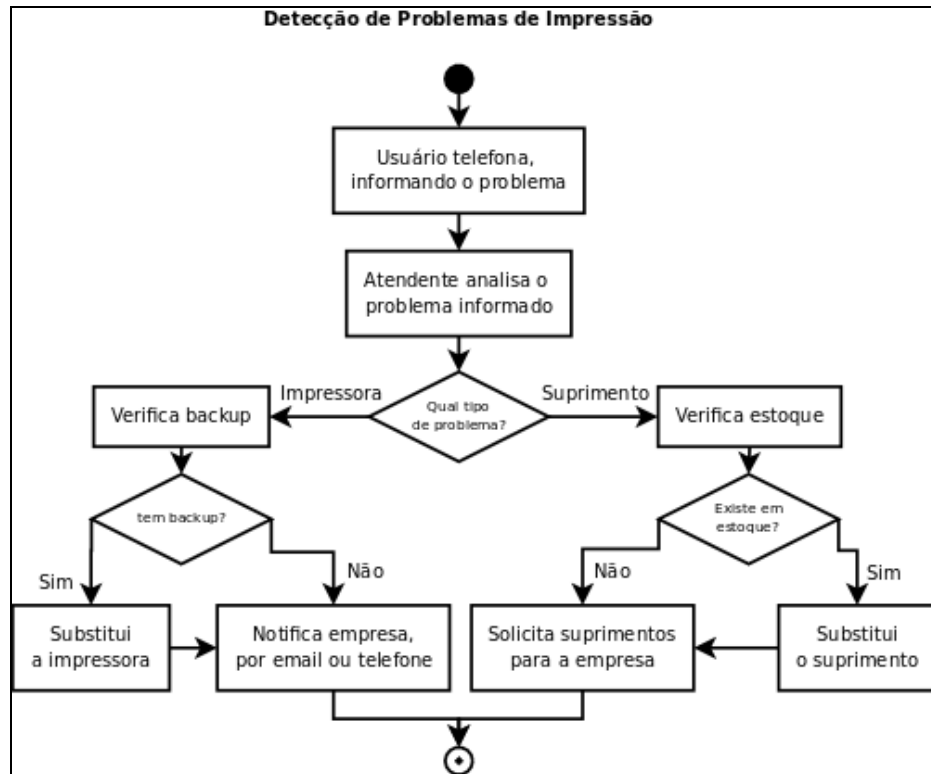 Detecção de Problemas de Impressão
Usuário telefona,
informando o problema
Atendente analisa o
problema informado
Impressora
Qual tipo
de problema?
Suprimento
Verifica backup
Verifica estoque
tem backup?
Existe em
estoque?
Sim
Não
Não
Sim
Substitui
a impressora
Notifica empresa,
por email ou telefone
Solicita suprimentos
para a empresa
Substitui
o suprimento